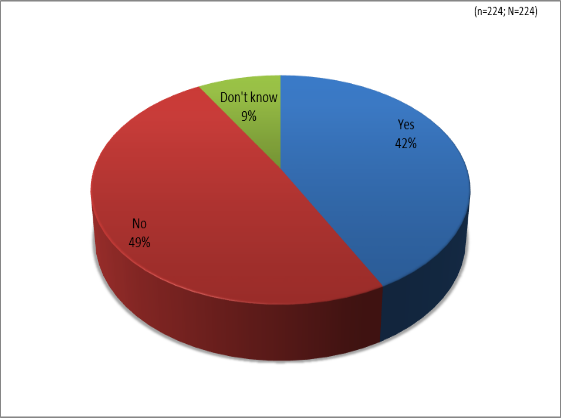 (n=224; N=224)
Don't know
9%
Yes
42%
No
49%